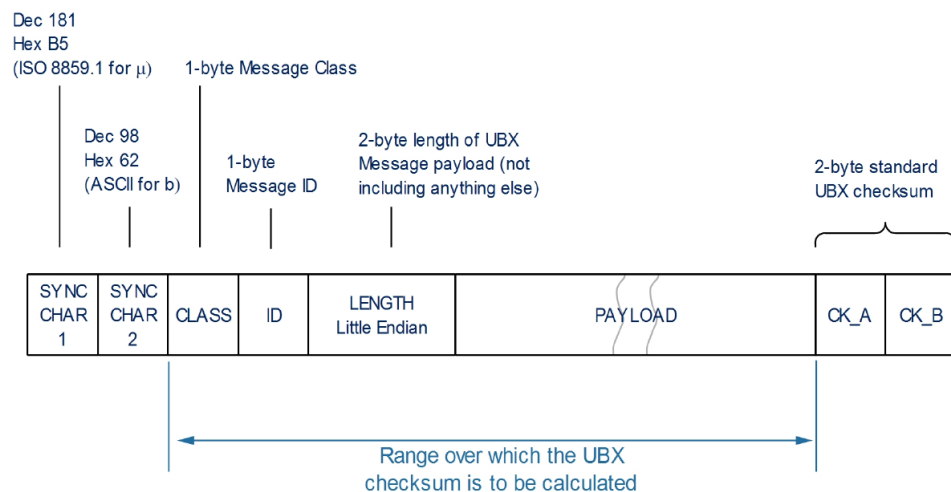 Dec 181
Hex B5
(ISO 8859.1 for μ)
1-byte Message Class
Dec 98
Hex 62
(ASCII for b)
1-byte
Message ID
2-byte length of UBX
Message payload (not
including anything else)
2-byte standard
UBX checksum
SYNC
CHAR
1
SYNC
CHAR
2
CLASS
ID
LENGTH
Little Endian
PAYLOAD
CK_A
CK_B
Range over which the UBX
checksum is to be calculated